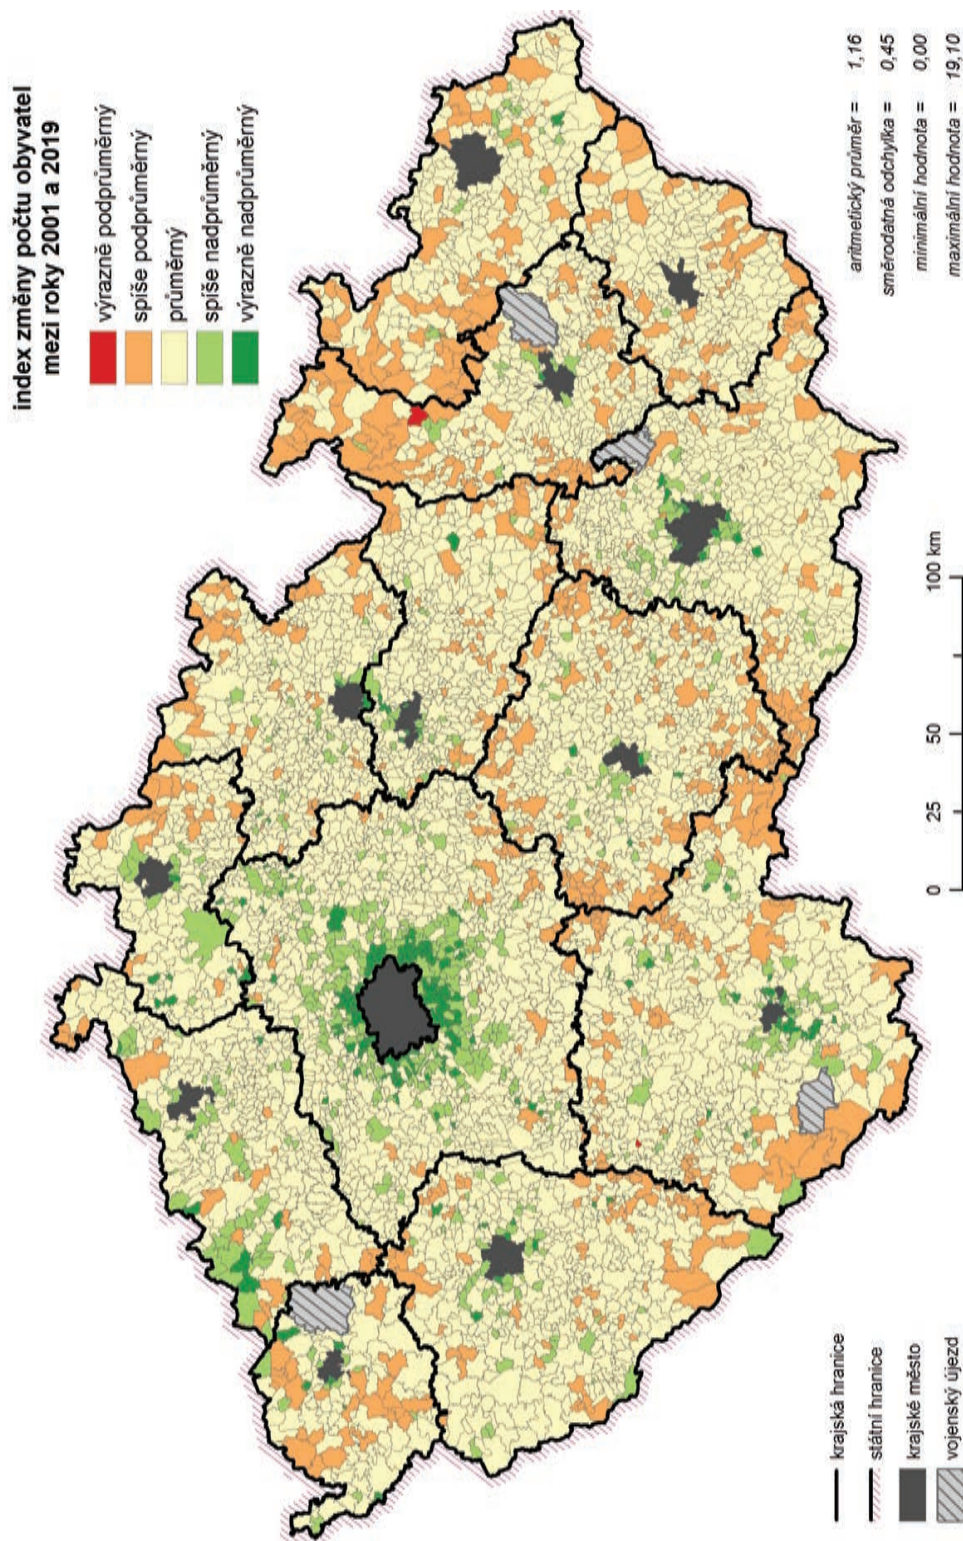 index změny počtu obyvatel
mezi roky 2001 a 2019
výrazně podprůměrný
spíše podprůměrný
průměrný
spíše nadprůměrný
výrazně nadprůměrný
krajská hranice
státní hranice
krajské město
vojenský újezd
0 25 50 100 km
aritmetický průměr = 1,16
směrodatná odchylka = 0,45
minimální hodnota = 0,00
maximální hodnota = 19,10